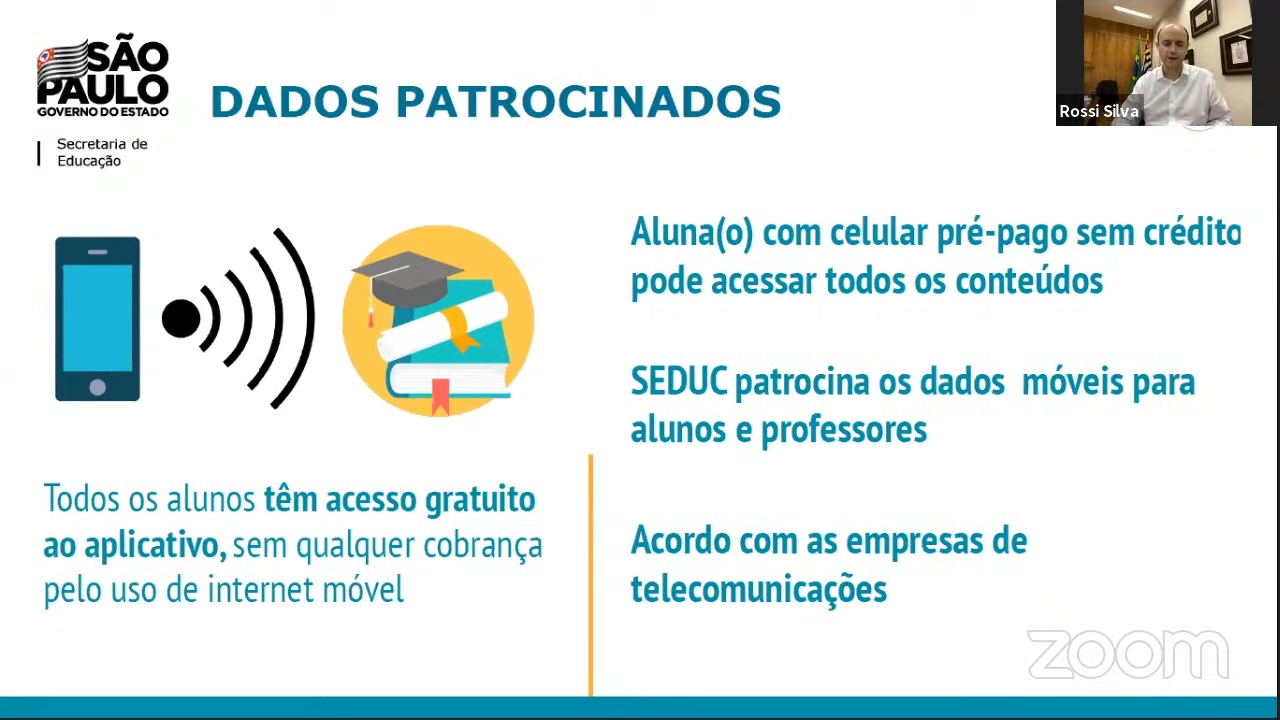 SÃO
PAULO
GOVERNO DO ESTADO
Secretaria de
Educação
DADOS PATROCINADOS
Rossi Silva
Todos os alunos têm acesso gratuito
ao aplicativo, sem qualquer cobrança
pelo uso de internet móvel
Aluna(o) com celular pré-pago sem crédito
pode acessar todos os conteúdos
SEDUC patrocina os dados móveis para
alunos e professores
Acordo com as empresas de
telecomunicações
zoom